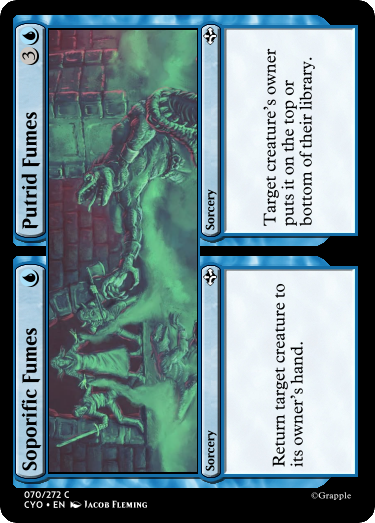 Soporific Fumes
Sorcery
Return target creature to
its owner's hand.
Putrid Fumes 3
Sorcery
Target creature's owner
puts it on the top or
bottom of their library.
070/272 C
CYO • EN Jacob Fleming
©Grapple